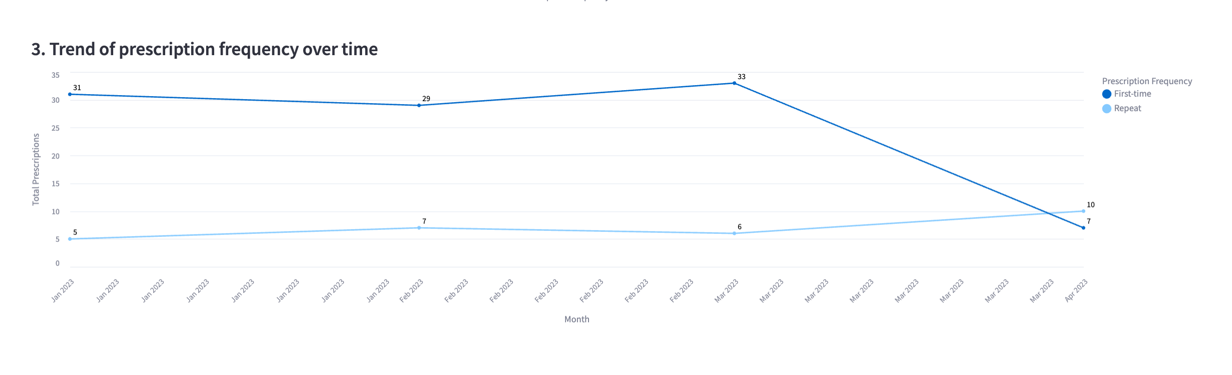 3. Trend of prescription frequency over time
35
30
25
20
15
10
5
0
Total Prescriptions
31
29
33
7
5
7
6
10
Jan 2023
Jan 2023
Jan 2023
Jan 2023
Jan 2023
Jan 2023
Jan 2023
Jan 2023
Feb 2023
Feb 2023
Feb 2023
Feb 2023
Feb 2023
Feb 2023
Feb 2023
Mar 2023
Mar 2023
Mar 2023
Mar 2023
Mar 2023
Mar 2023
Mar 2023
Mar 2023
Apr 2023
Month
Prescription Frequency
First-time
Repeat